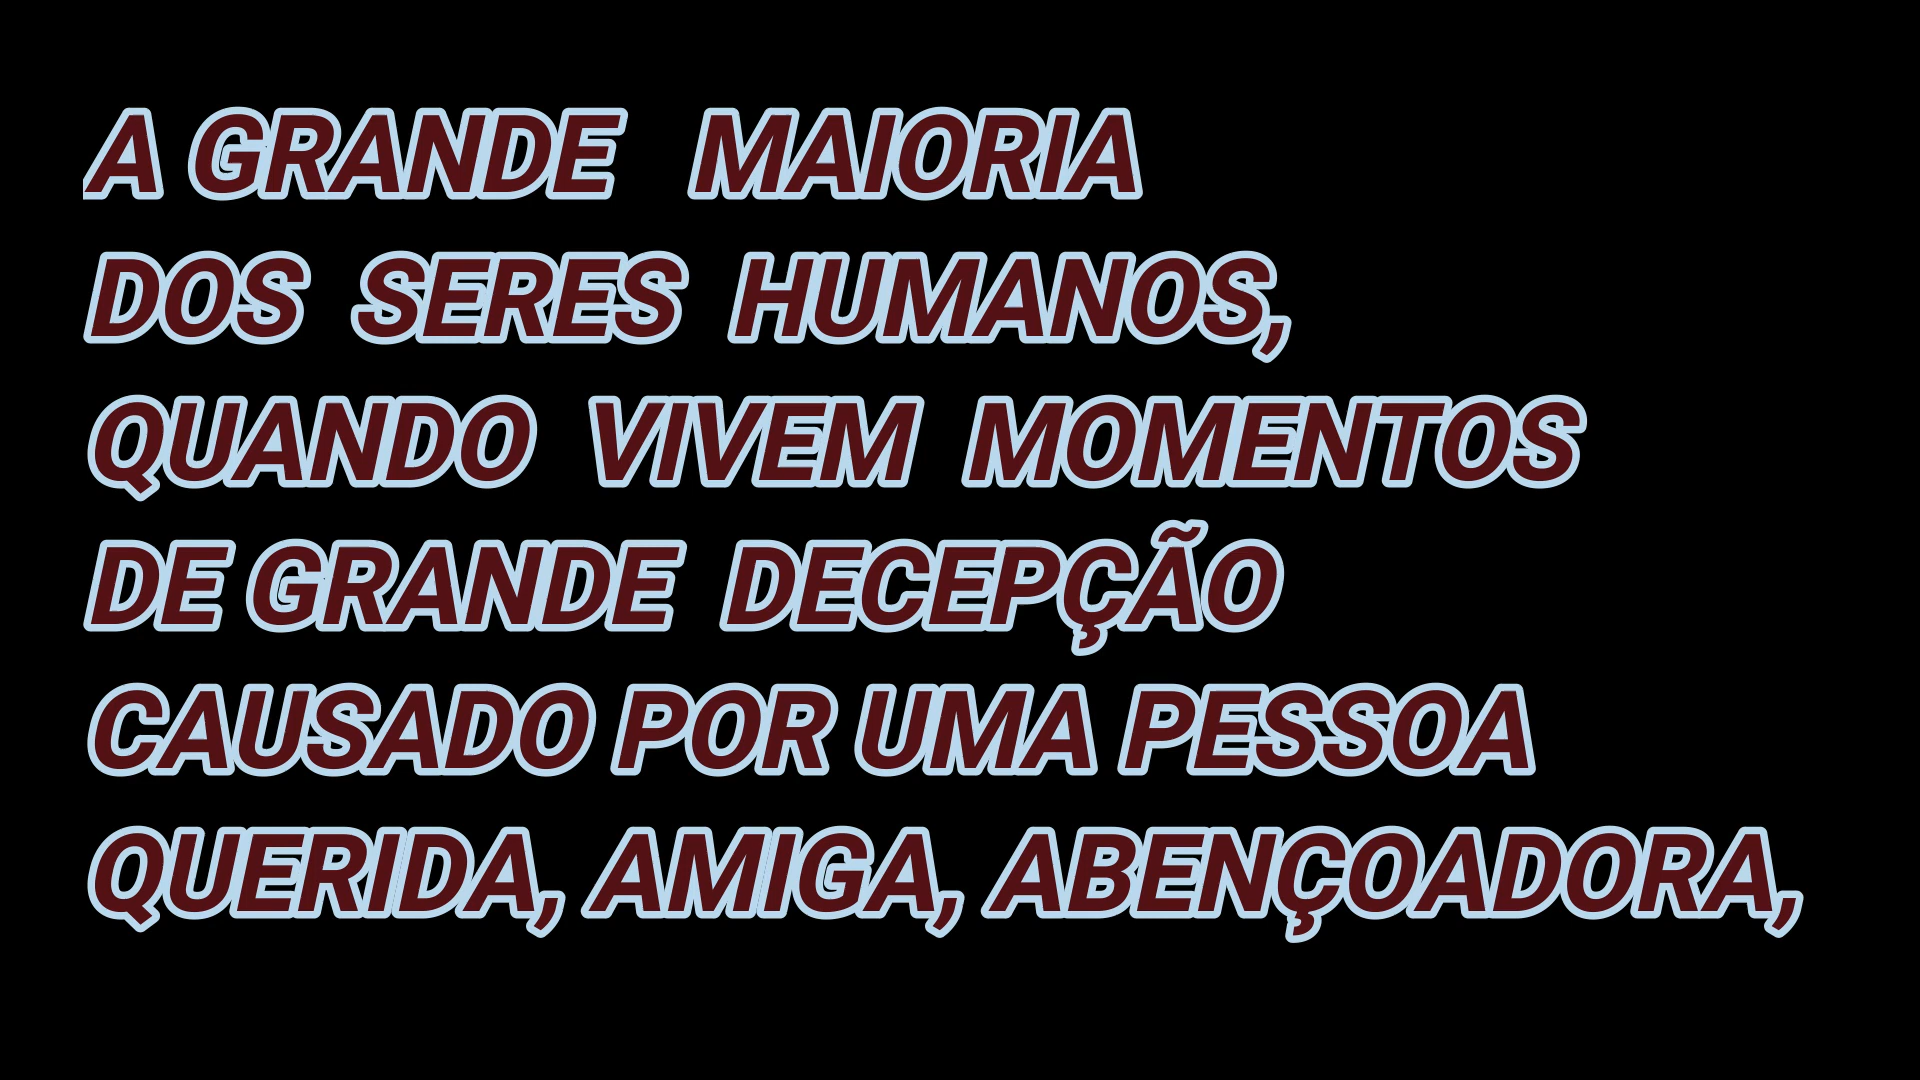 A GRANDE MAIORIA
DOS SERES HUMANOS,
QUANDO VIVEM MOMENTOS
DE GRANDE DECEPÇÃO
CAUSADO POR UMA PESSOA
QUERIDA, AMIGA, ABENÇOADORA,